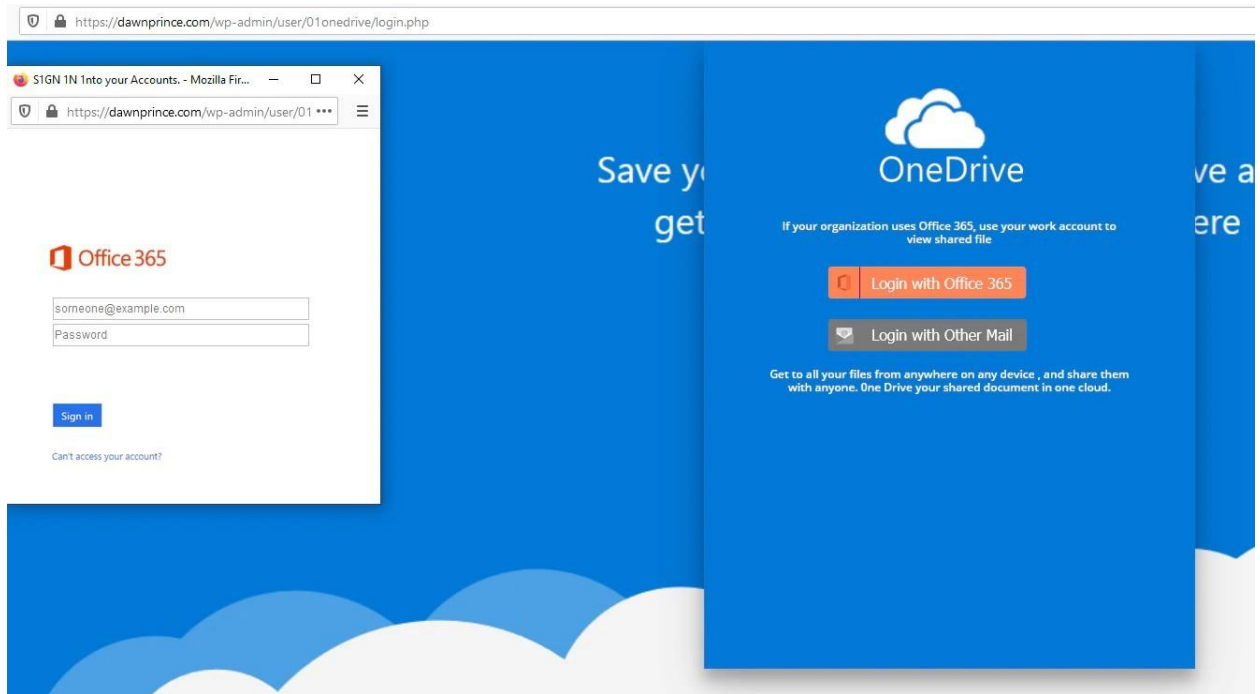 https://dawnprince.com/wp-admin/user/01onedrive/login.php
S1GN 1N 1nto your Accounts. - Mozilla Fir...
https://dawnprince.com/wp-admin/user/01
Office 365
someone@example.com
Password
Sign in
Can't access your account?
Save yo
ve a
get
ere
OneDrive
If your organization uses Office 365, use your work account to
view shared file
Login with Office 365
Login with Other Mail
Get to all your files from anywhere on any device , and share them
with anyone. 0ne Drive your shared document in one cloud.